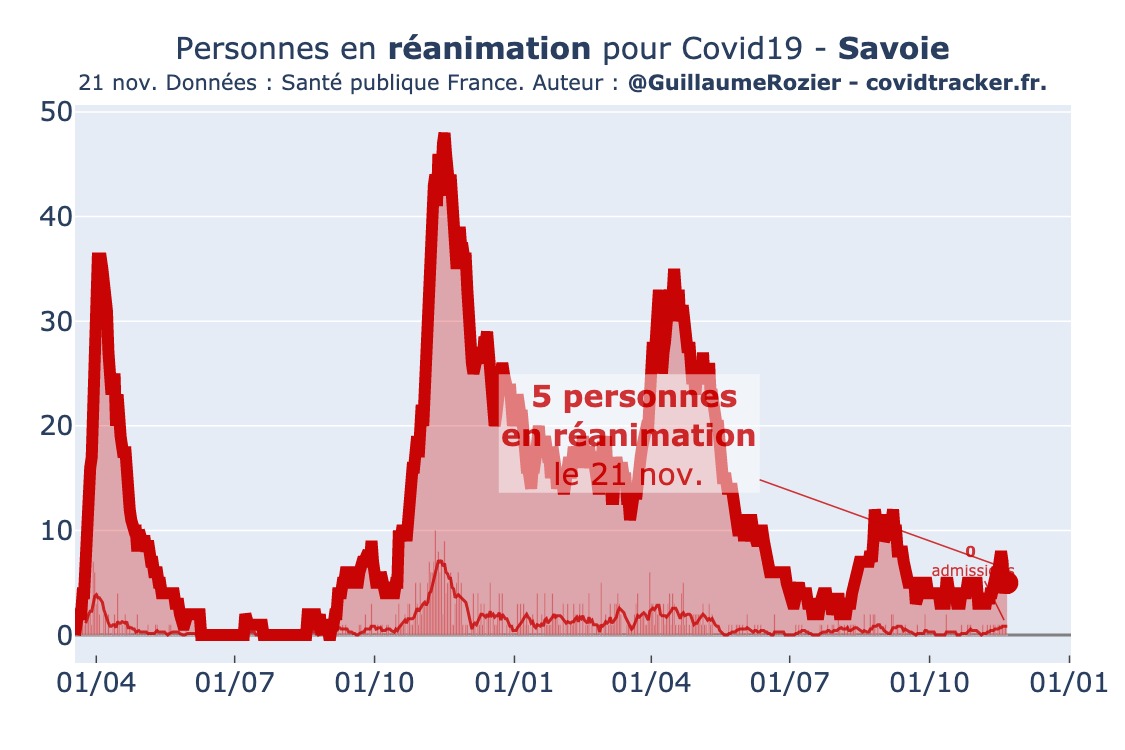 Personnes en réanimation pour Covid19 - Savoie
21 nov. Données : Santé publique France. Auteur : @GuillaumeRozier - covidtracker.fr.
50
40
30
20
10
0
5 personnes
en réanimation
le 21 nov.
0
admissions
01/04
01/07
01/10
01/01
01/04
01/07
01/10
01/01